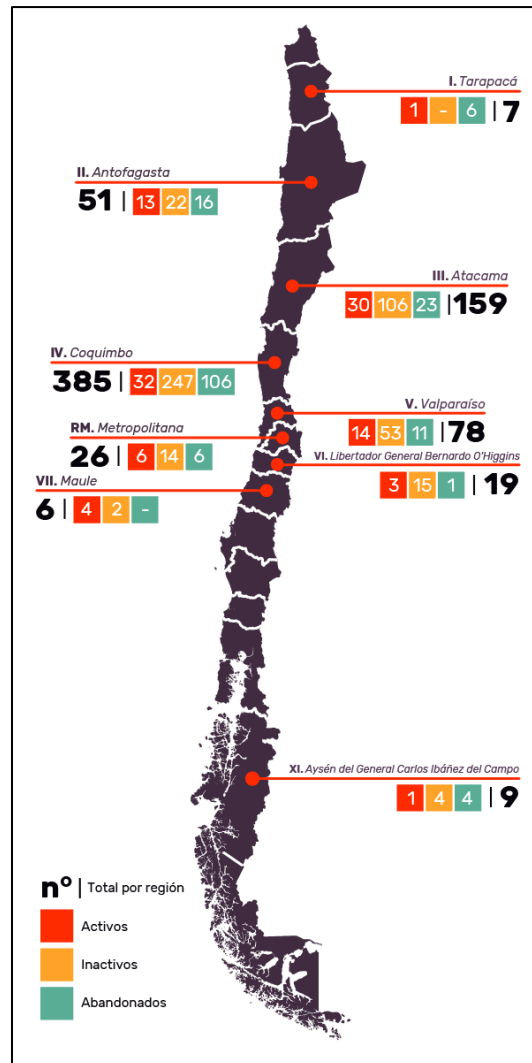 I. Tarapacá
1 - 6 | 7
II. Antofagasta
51 | 13 22 16
III. Atacama
30 106 23 | 159
IV. Coquimbo
385 | 32 247 106
V. Valparaíso
14 53 11 | 78
RM. Metropolitana
26 | 6 14 6
VI. Libertador General Bernardo O'Higgins
3 15 1 | 19
VII. Maule
6 | 4 2 -
XI. Aysén del General Carlos Ibáñez del Campo
1 4 4 | 9
nº | Total por región
Activos
Inactivos
Abandonados